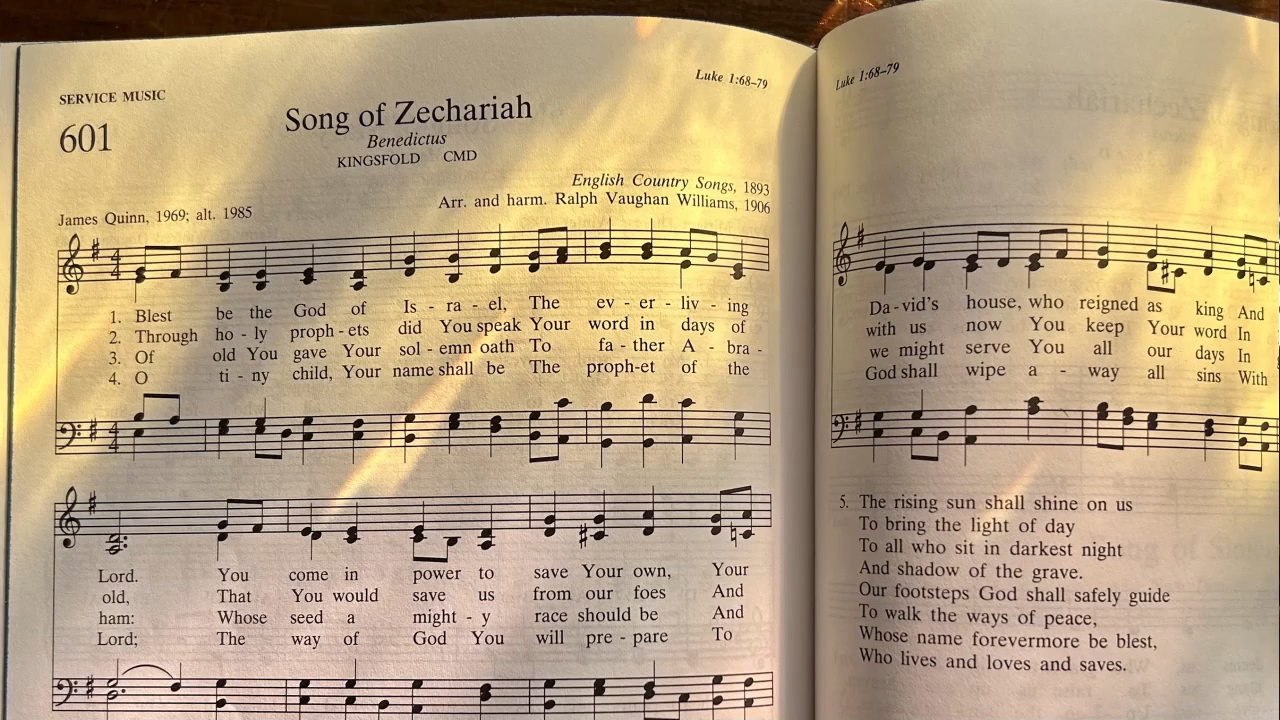 SERVICE MUSIC
601
Luke 1:68–79
Song of Zechariah
Benedictus
KINGSFOLD CMD
English Country Songs, 1893
James Quinn, 1969; alt. 1985
Arr. and harm. Ralph Vaughan Williams, 1906
1. Blest be the God of Is - ra - el, The ev - er - liv - ing
2. Through ho - ly proph - ets did You speak Your word in days of
3. Of old You gave Your sol - emn oath To fa - ther A - bra -
4. O ti - ny child, Your name shall be The proph-et of the
Lord. You come in power to save Your own, Your
old, That You would save us from our foes And
ham: Whose seed a might - y race should be And
Lord; The way of God You will pre - pare To
Luke 1:68–79
Da - vid's house, who reigned as king And
with us now You keep Your word In
we might serve You all our days In
God shall wipe a - way all sins With
5. The rising sun shall shine on us
To bring the light of day
To all who sit in darkest night
And shadow of the grave.
Our footsteps God shall safely guide
To walk the ways of peace,
Whose name forevermore be blest,
Who lives and loves and saves.